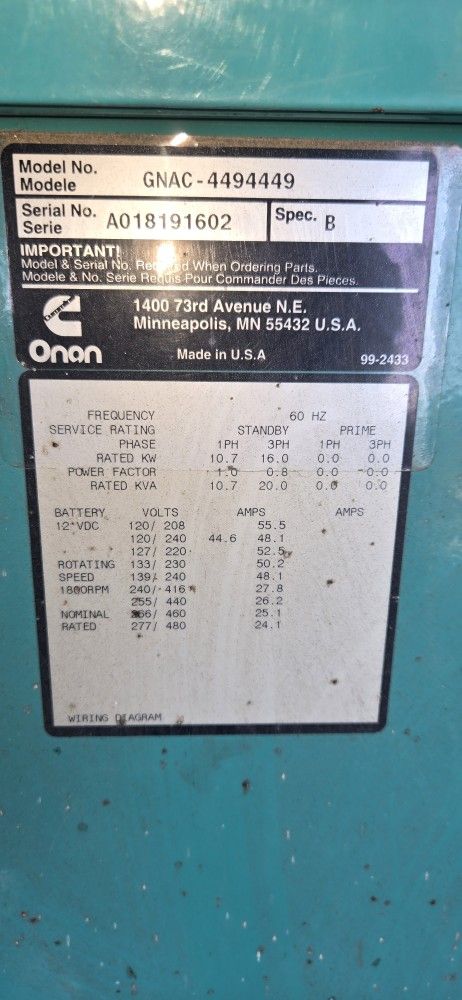 Model No.
Modele GNAC-4494449
Serial No. A018191602 Spec. B
Serie
IMPORTANT!
Model & Serial No. Required When Ordering Parts.
Modele & No. Serie Requis Pour Commander Des Pieces.
Cummins
Onan
1400 73rd Avenue N.E.
Minneapolis, MN 55432 U.S.A.
Made in U.S.A 99-2433
FREQUENCY 60 HZ
SERVICE RATING STANDBY PRIME
PHASE 1PH 3PH 1PH 3PH
RATED KW 10.7 16.0 0.0 0.0
POWER FACTOR 1.0 0.8 0.0 0.0
RATED KVA 10.7 20.0 0.0 0.0
BATTERY VOLTS AMPS AMPS
12 VDC 120/ 208 55.5
120/ 240 44.6 48.1
127/ 220 52.5
ROTATING 133/ 230 50.2
SPEED 139/ 240 48.1
1800RPM 240/ 416 27.8
255/ 440 26.2
NOMINAL 266/ 460 25.1
RATED 277/ 480 24.1
WIRING DIAGRAM